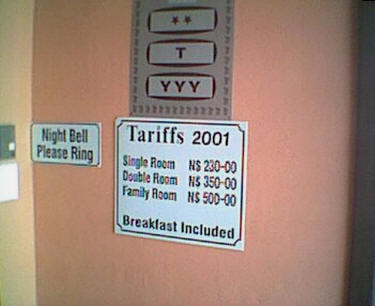 **
T
YYY
Night Bell
Please Ring
Tariffs 2001
Single Room N$ 230-00
Double Room N$ 350-00
Family Room N$ 500-00
Breakfast Included